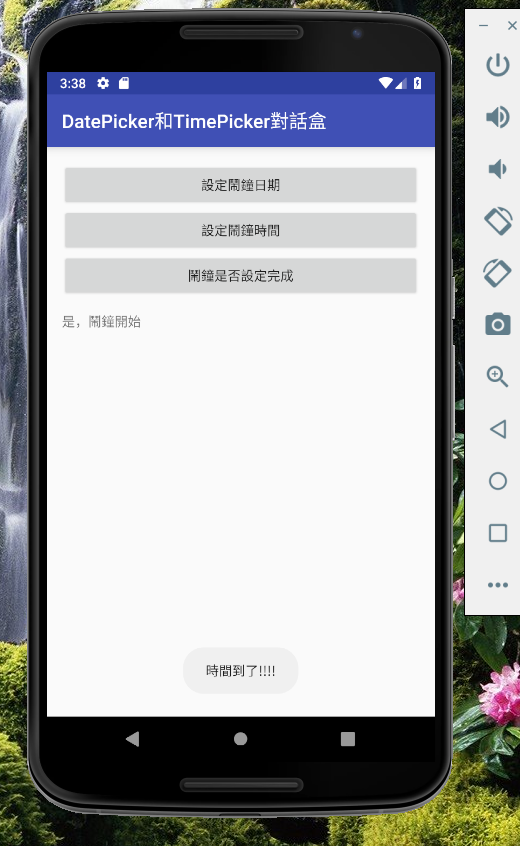 3:38
DatePicker和TimePicker對話盒
設定鬧鐘日期
設定鬧鐘時間
鬧鐘是否設定完成
是，鬧鐘開始
時間到了!!!!